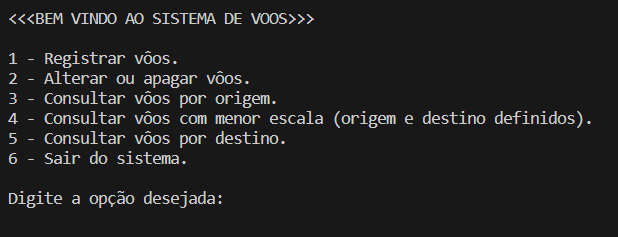 <<<BEM VINDO AO SISTEMA DE VOOS>>>
1 - Registrar vôos.
2 - Alterar ou apagar vôos.
3 - Consultar vôos por origem.
4 - Consultar vôos com menor escala (origem e destino definidos).
5 - Consultar vôos por destino.
6 - Sair do sistema.
Digite a opção desejada: